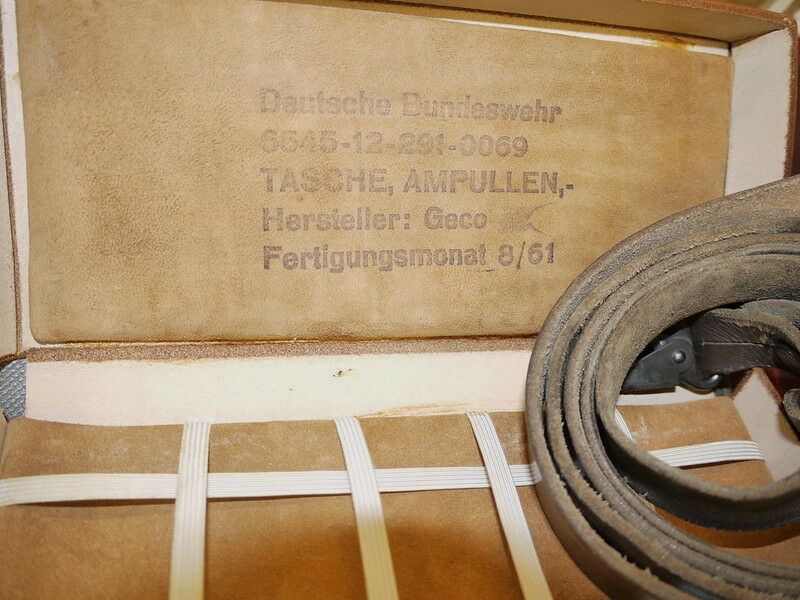 Deutsche Bundeswehr
6545-12-291-0069
TASCHE, AMPULLEN,-
Hersteller: Geco
Fertigungsmonat 8/61